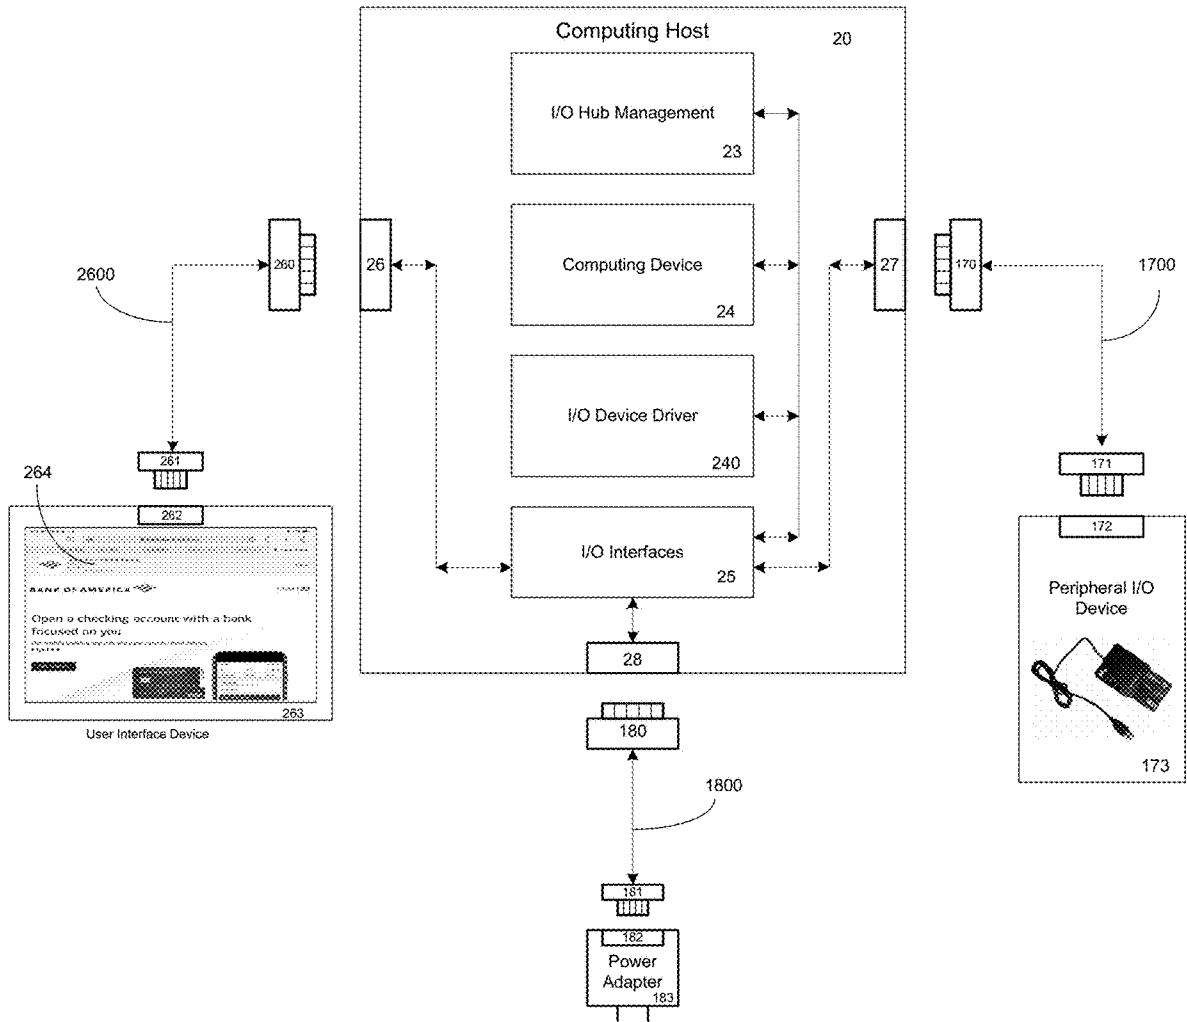 Computing Host
20
I/O Hub Management
23
Computing Device
24
I/O Device Driver
240
I/O Interfaces
25
26
27
28
260
2600
261
262
264
BANK OF AMERICA
Open a checking account with a bank
focused on you
263
User Interface Device
170
1700
171
172
Peripheral I/O
Device
173
180
1800
181
182
Power
Adapter
183